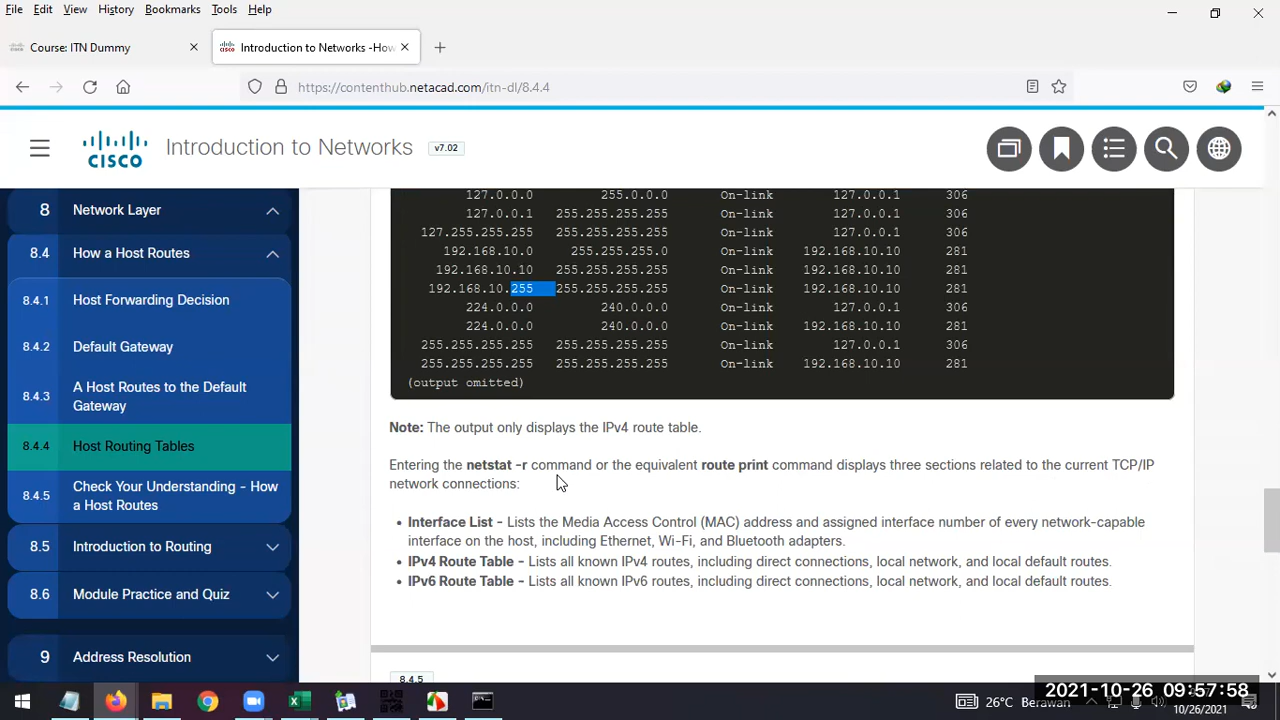 File Edit View History Bookmarks Tools Help
Course: ITN Dummy
Introduction to Networks -How
https://contenthub.netacad.com/itn-dl/8.4.4
CISCO
Introduction to Networks
v7.02
8 Network Layer
8.4 How a Host Routes
8.4.1 Host Forwarding Decision
8.4.2 Default Gateway
8.4.3 A Host Routes to the Default
Gateway
8.4.4 Host Routing Tables
8.4.5 Check Your Understanding - How
a Host Routes
8.5 Introduction to Routing
8.6 Module Practice and Quiz
9 Address Resolution
127.0.0.0 255.0.0.0 On-link 127.0.0.1 306
127.0.0.1 255.255.255.255 On-link 127.0.0.1 306
127.255.255.255 255.255.255.255 On-link 127.0.0.1 306
192.168.10.0 255.255.255.0 On-link 192.168.10.10 281
192.168.10.10 255.255.255.255 On-link 192.168.10.10 281
192.168.10.255 255.255.255.255 On-link 192.168.10.10 281
224.0.0.0 240.0.0.0 On-link 127.0.0.1 306
224.0.0.0 240.0.0.0 On-link 192.168.10.10 281
255.255.255.255 255.255.255.255 On-link 127.0.0.1 306
255.255.255.255 255.255.255.255 On-link 192.168.10.10 281
(output omitted)
Note: The output only displays the IPv4 route table.
Entering the netstat -r command or the equivalent route print command displays three sections related to the current TCP/IP
network connections:
• Interface List - Lists the Media Access Control (MAC) address and assigned interface number of every network-capable
interface on the host, including Ethernet, Wi-Fi, and Bluetooth adapters.
• IPv4 Route Table - Lists all known IPv4 routes, including direct connections, local network, and local default routes.
• IPv6 Route Table - Lists all known IPv6 routes, including direct connections, local network, and local default routes.
8.4.5
2021-10-26 09:57:58
26°C Berawan
10/26/2021